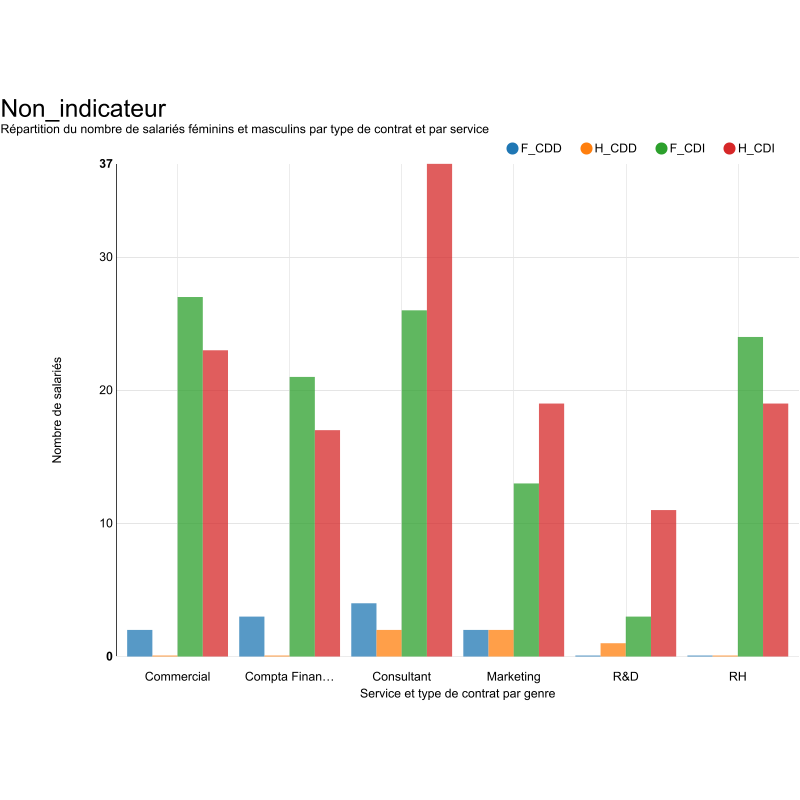 Non_indicateur
Répartition du nombre de salariés féminins et masculins par type de contrat et par service
F_CDD H_CDD F_CDI H_CDI
37
30
20
10
0
Nombre de salariés
Commercial Compta Finan… Consultant Marketing R&D RH
Service et type de contrat par genre